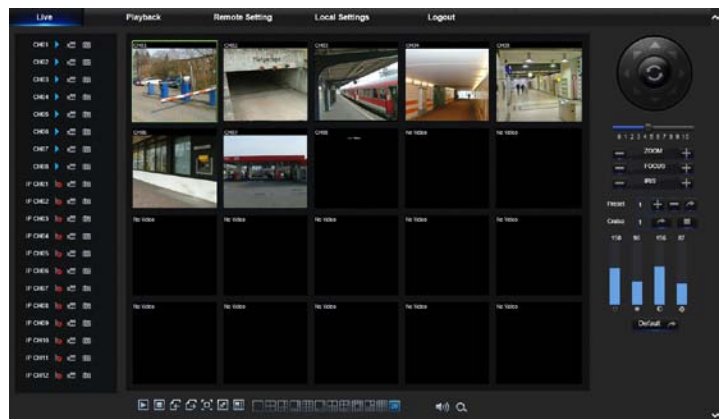 Live Playback Remote Setting Local Settings Logout
CH01
CH02
CH03
CH04
CH05
CH06
CH07
CH08
IP CH01
IP CH02
IP CH03
IP CH04
IP CH05
IP CH06
IP CH07
IP CH08
IP CH09
IP CH10
IP CH11
IP CH12
CH01 CH02 CH03 CH04 CH05
CH06 CH07 CH08 No Video No Video
No Video No Video No Video No Video No Video
No Video No Video No Video No Video No Video
Tiefgarage
0 1 2 3 4 5 6 7 8 9 10
ZOOM
FOCUS
IRIS
Preset 1
Cruise 1
Default